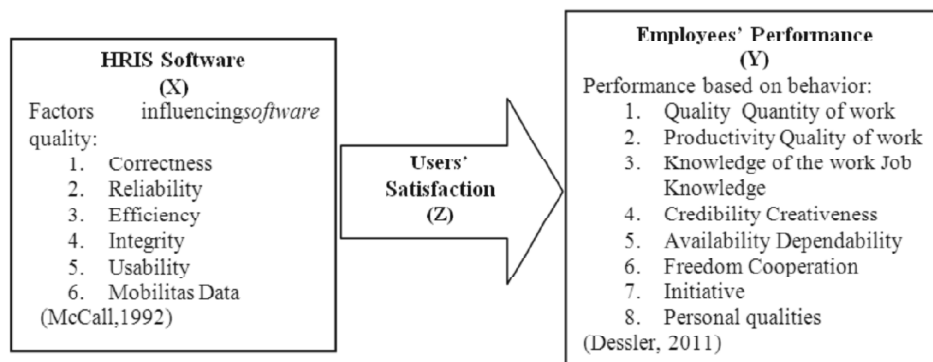 HRIS Software
(X)
Factors influencingsoftware
quality:
1. Correctness
2. Reliability
3. Efficiency
4. Integrity
5. Usability
6. Mobilitas Data
(McCall,1992)
Users'
Satisfaction
(Z)
Employees' Performance
(Y)
Performance based on behavior:
1. Quality Quantity of work
2. Productivity Quality of work
3. Knowledge of the work Job
Knowledge
4. Credibility Creativeness
5. Availability Dependability
6. Freedom Cooperation
7. Initiative
8. Personal qualities
(Dessler, 2011)